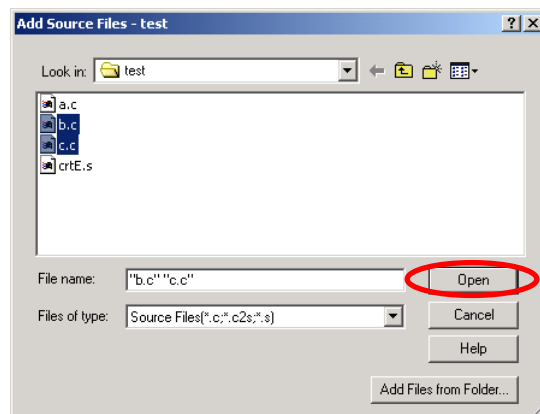 Add Source Files - test
Look in: test
a.c
b.c
c.c
crtE.s
File name: "b.c" "c.c" Open
Files of type: Source Files(*.c;*.c2s;*.s) Cancel
Help
Add Files from Folder...